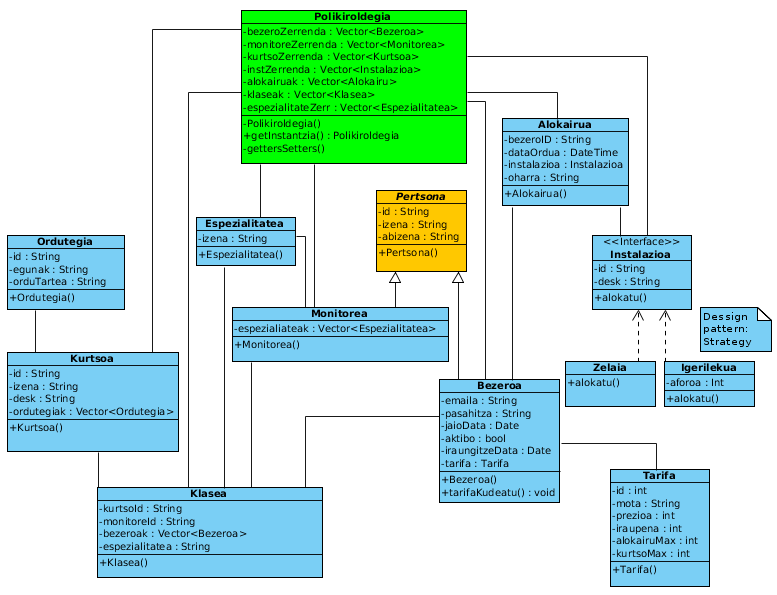 Polikiroldegia
-bezeroZerrenda : Vector<Bezeroa>
-monitoreZerrenda : Vector<Monitorea>
-kurtsoZerrenda : Vector<Kurtsoa>
-instZerrenda : Vector<Instalazioa>
-alokairuak : Vector<Alokairu>
-klaseak : Vector<Klasea>
-espezialitateZerr : Vector<Espezialitatea>
-Polikiroldegia()
+getInstantzia() : Polikiroldegia
-gettersSetters()
Alokairua
-bezeroID : String
-dataOrdua : DateTime
-instalazioa : Instalazioa
-oharra : String
+Alokairua()
Pertsona
-id : String
-izena : String
-abizena : String
+Pertsona()
Espezialitatea
-izena : String
+Espezialitatea()
Ordutegia
-id : String
-egunak : String
-orduTartea : String
+Ordutegia()
<<Interface>>
Instalazioa
-id : String
-desk : String
+alokatu()
Monitorea
-espezialiateak : Vector<Espezialitatea>
+Monitorea()
Dessign
pattern:
Strategy
Kurtsoa
-id : String
-izena : String
-desk : String
-ordutegiak : Vector<Ordutegia>
+Kurtsoa()
Zelaia
+alokatu()
Igerilekua
-aforoa : Int
+alokatu()
Bezeroa
-emaila : String
-pasahitza : String
-jaioData : Date
-aktibo : bool
-iraungitzeData : Date
-tarifa : Tarifa
+Bezeroa()
+tarifaKudeatu() : void
Klasea
-kurtsoId : String
-monitoreId : String
-bezeroak : Vector<Bezeroa>
-espezialitatea : String
+Klasea()
Tarifa
-id : int
-mota : String
-prezioa : int
-iraupena : int
-alokairuMax : int
-kurtsoMax : int
+Tarifa()